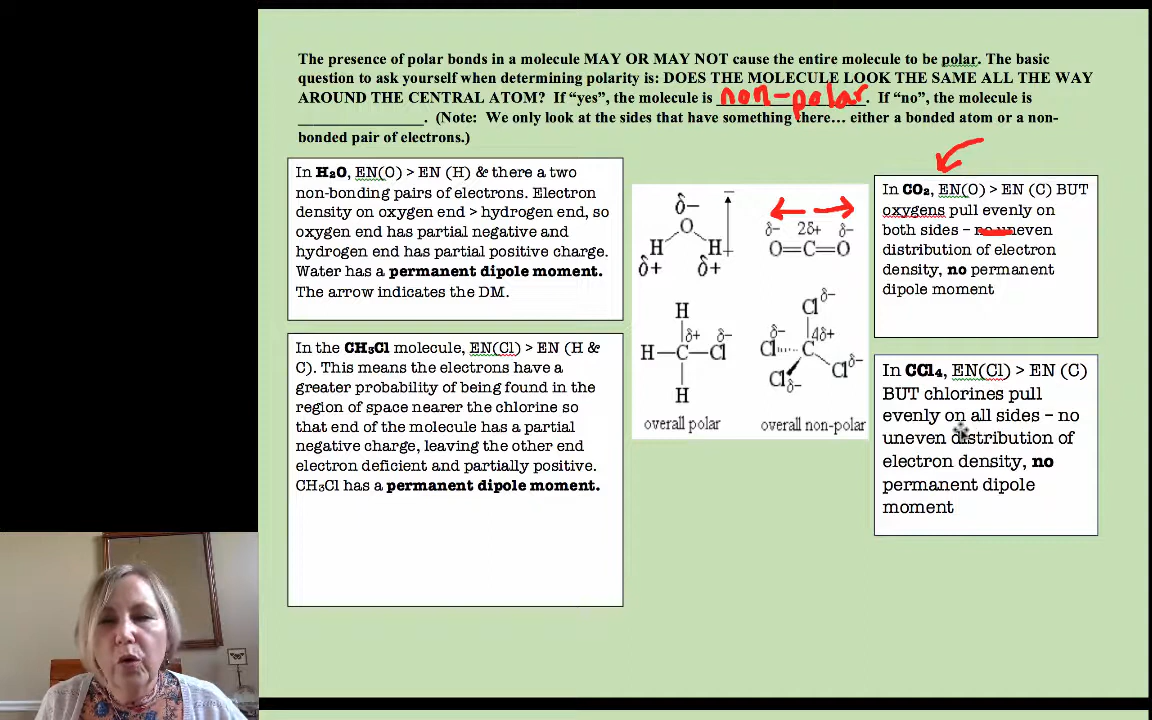 The presence of polar bonds in a molecule MAY OR MAY NOT cause the entire molecule to be polar. The basic
question to ask yourself when determining polarity is: DOES THE MOLECULE LOOK THE SAME ALL THE WAY
AROUND THE CENTRAL ATOM? If “yes”, the molecule is non-polar. If “no”, the molecule is
________________. (Note: We only look at the sides that have something there… either a bonded atom or a non-
bonded pair of electrons.)
In H₂O, EN(O) > EN (H) & there a two
non-bonding pairs of electrons. Electron
density on oxygen end > hydrogen end, so
oxygen end has partial negative and
hydrogen end has partial positive charge.
Water has a permanent dipole moment.
The arrow indicates the DM.
In the CH₃Cl molecule, EN(Cl) > EN (H &
C). This means the electrons have a
greater probability of being found in the
region of space nearer the chlorine so
that end of the molecule has a partial
negative charge, leaving the other end
electron deficient and partially positive.
CH₃Cl has a permanent dipole moment.
δ−
O
H H
δ+ δ+
δ− 2δ+ δ−
O=C=O
H
δ+ δ−
H—C—Cl
H
overall polar
Cl δ−
δ− 4δ+
Cl C
Cl δ− Cl δ−
overall non-polar
In CO₂, EN(O) > EN (C) BUT
oxygens pull evenly on
both sides – no uneven
distribution of electron
density, no permanent
dipole moment
In CCl₄, EN(Cl) > EN (C)
BUT chlorines pull
evenly on all sides – no
uneven distribution of
electron density, no
permanent dipole
moment